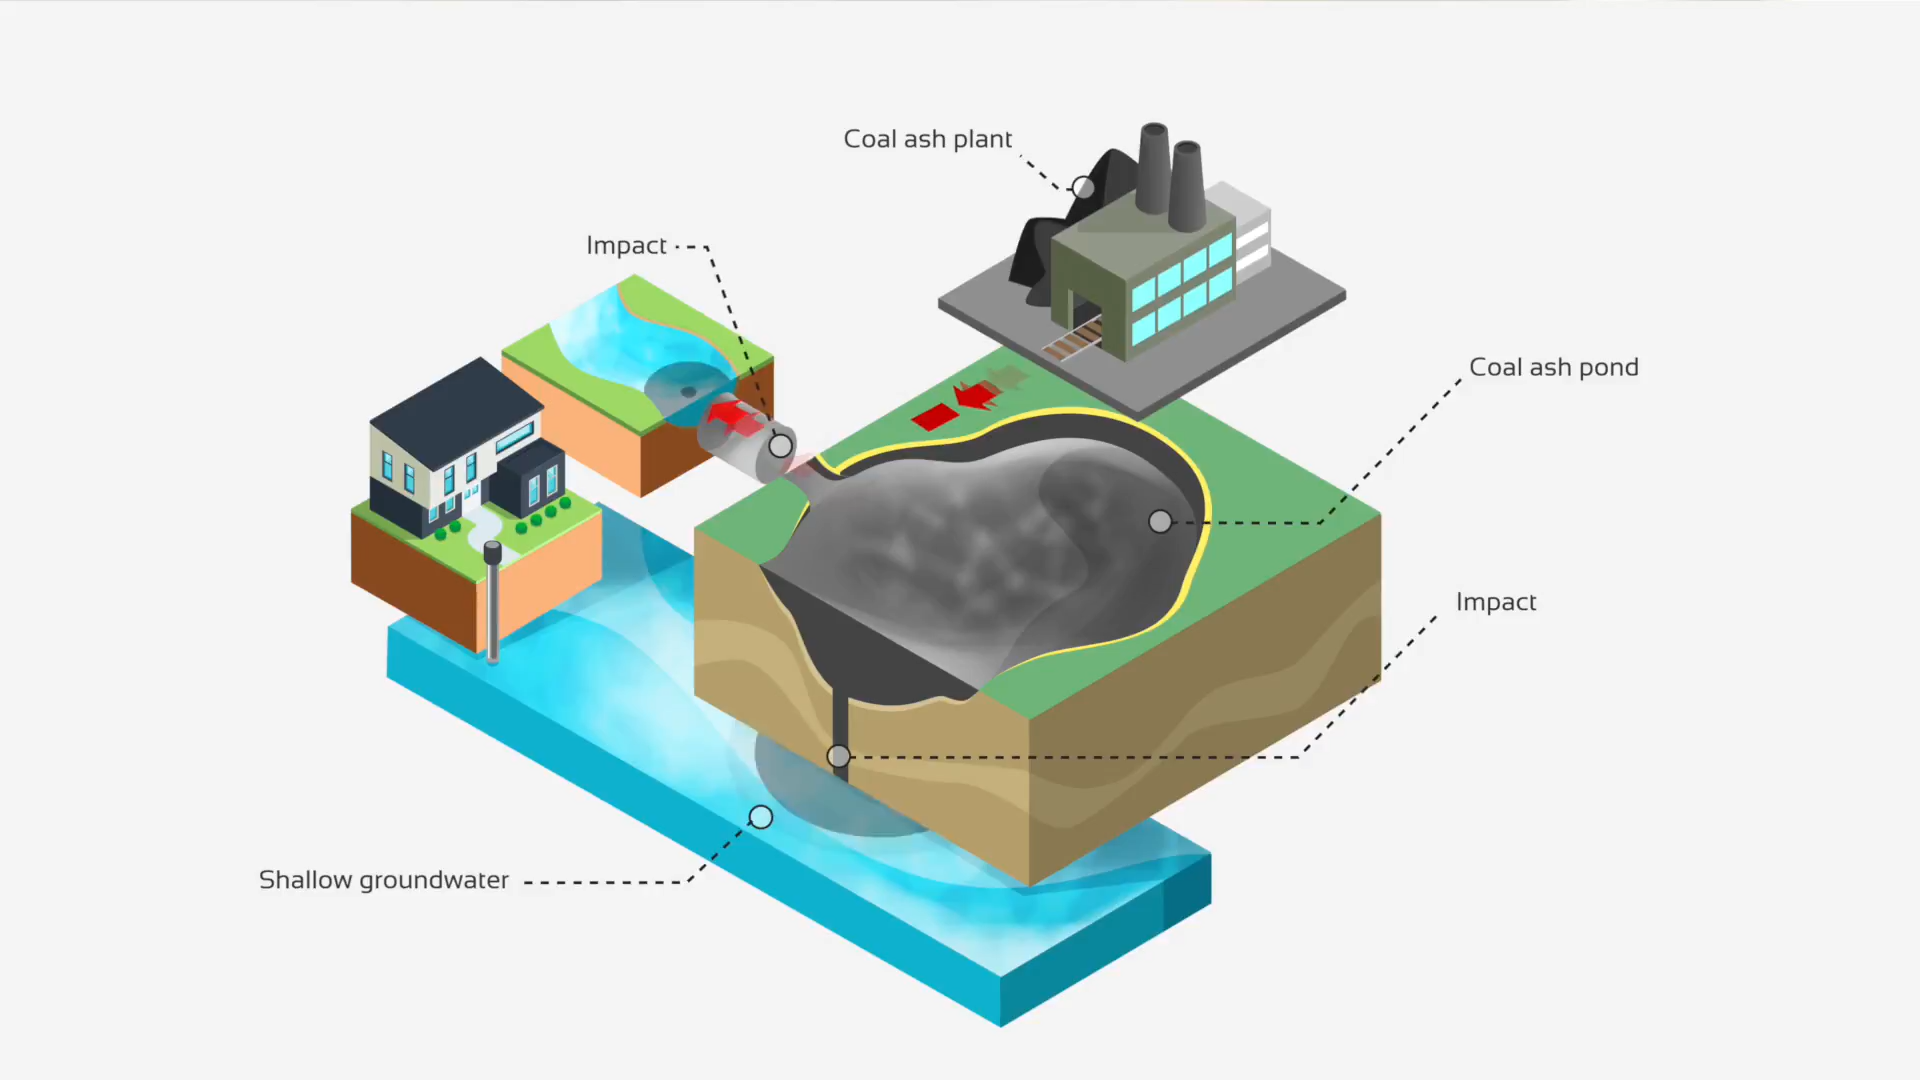 Coal ash plant
Impact
Coal ash pond
Impact
Shallow groundwater